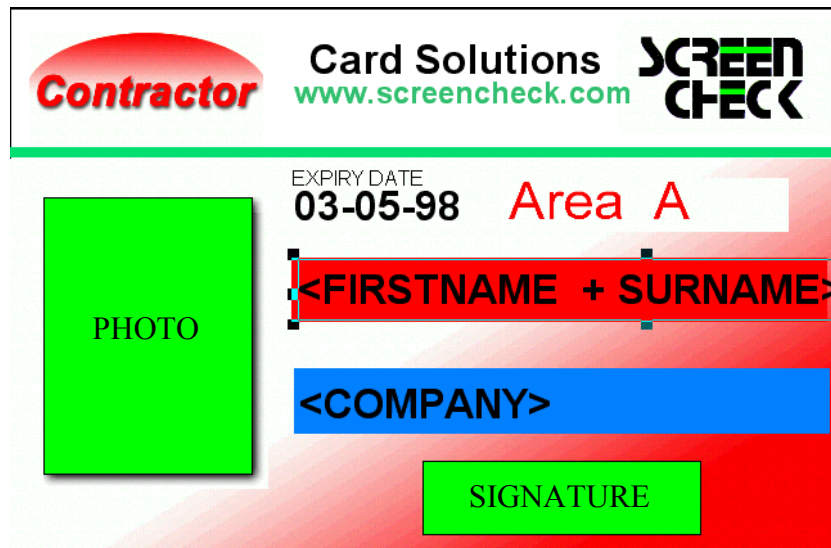 Contractor
Card Solutions
www.screencheck.com
SCREEN
CHECK
EXPIRY DATE
03-05-98
Area A
PHOTO
<FIRSTNAME + SURNAME>
<COMPANY>
SIGNATURE